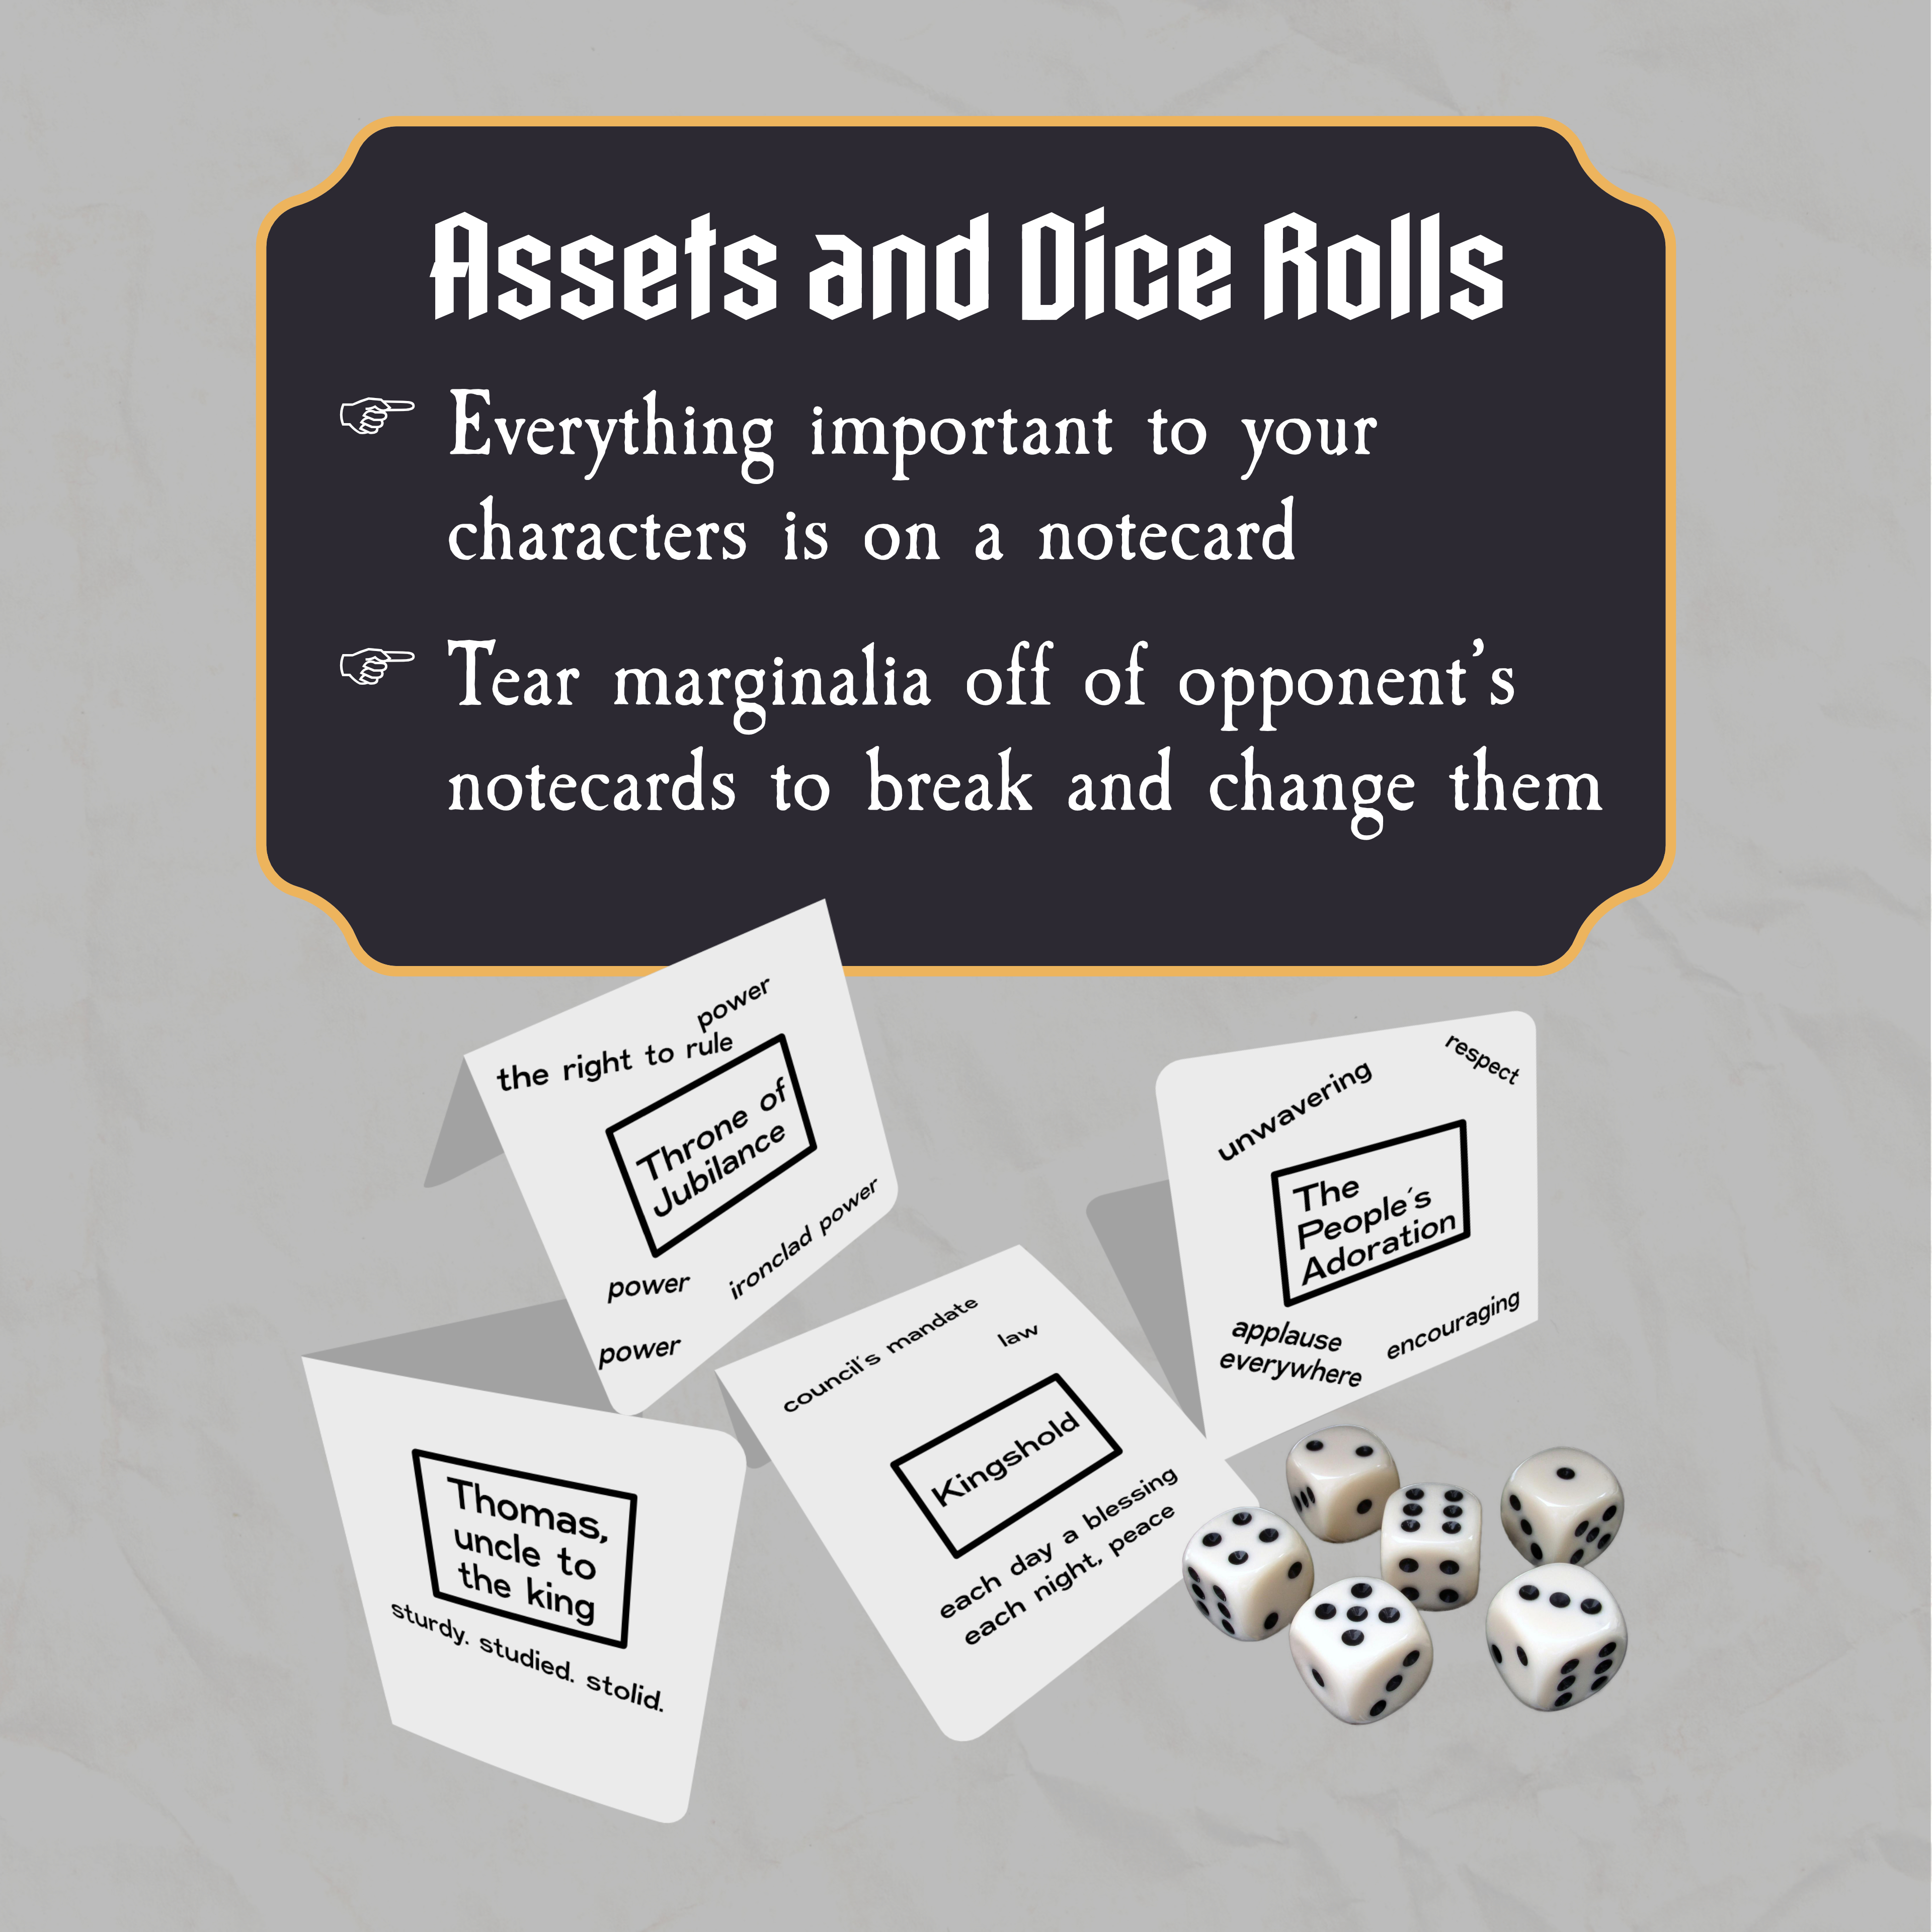 Assets and Dice Rolls
☞ Everything important to your
characters is on a notecard
☞ Tear marginalia off of opponent's
notecards to break and change them
power
the right to rule
Throne of
Jubilance
ironclad power
power
power
unwavering
respect
The
People's
Adoration
applause
everywhere
encouraging
council's mandate
law
Kingshold
each day a blessing
each night, peace
Thomas,
uncle to
the king
sturdy. studied. stolid.